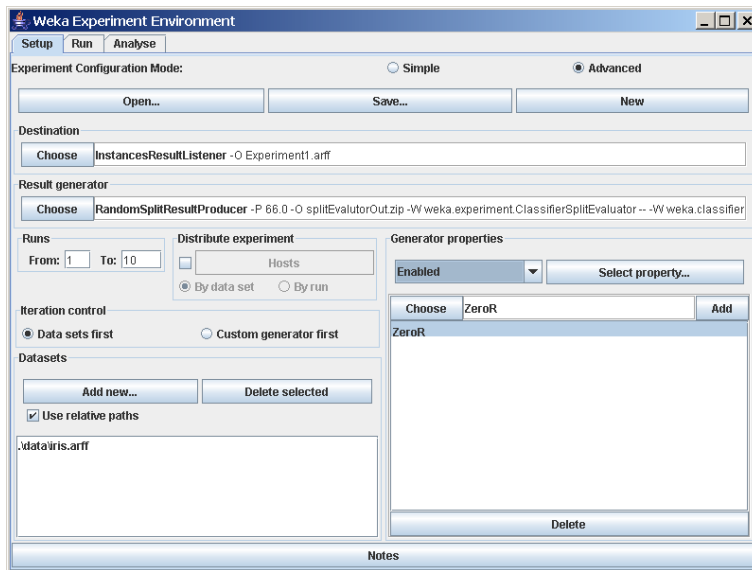 Weka Experiment Environment
Setup Run Analyse
Experiment Configuration Mode: Simple Advanced
Open... Save... New
Destination
Choose InstancesResultListener -O Experiment1.arff
Result generator
Choose RandomSplitResultProducer -P 66.0 -O splitEvalutorOut.zip -W weka.experiment.ClassifierSplitEvaluator -- -W weka.classifier
Runs
From: 1 To: 10
Distribute experiment
Hosts
By data set By run
Generator properties
Enabled Select property...
Choose ZeroR Add
ZeroR
Delete
Iteration control
Data sets first Custom generator first
Datasets
Add new... Delete selected
Use relative paths
.\data\iris.arff
Notes